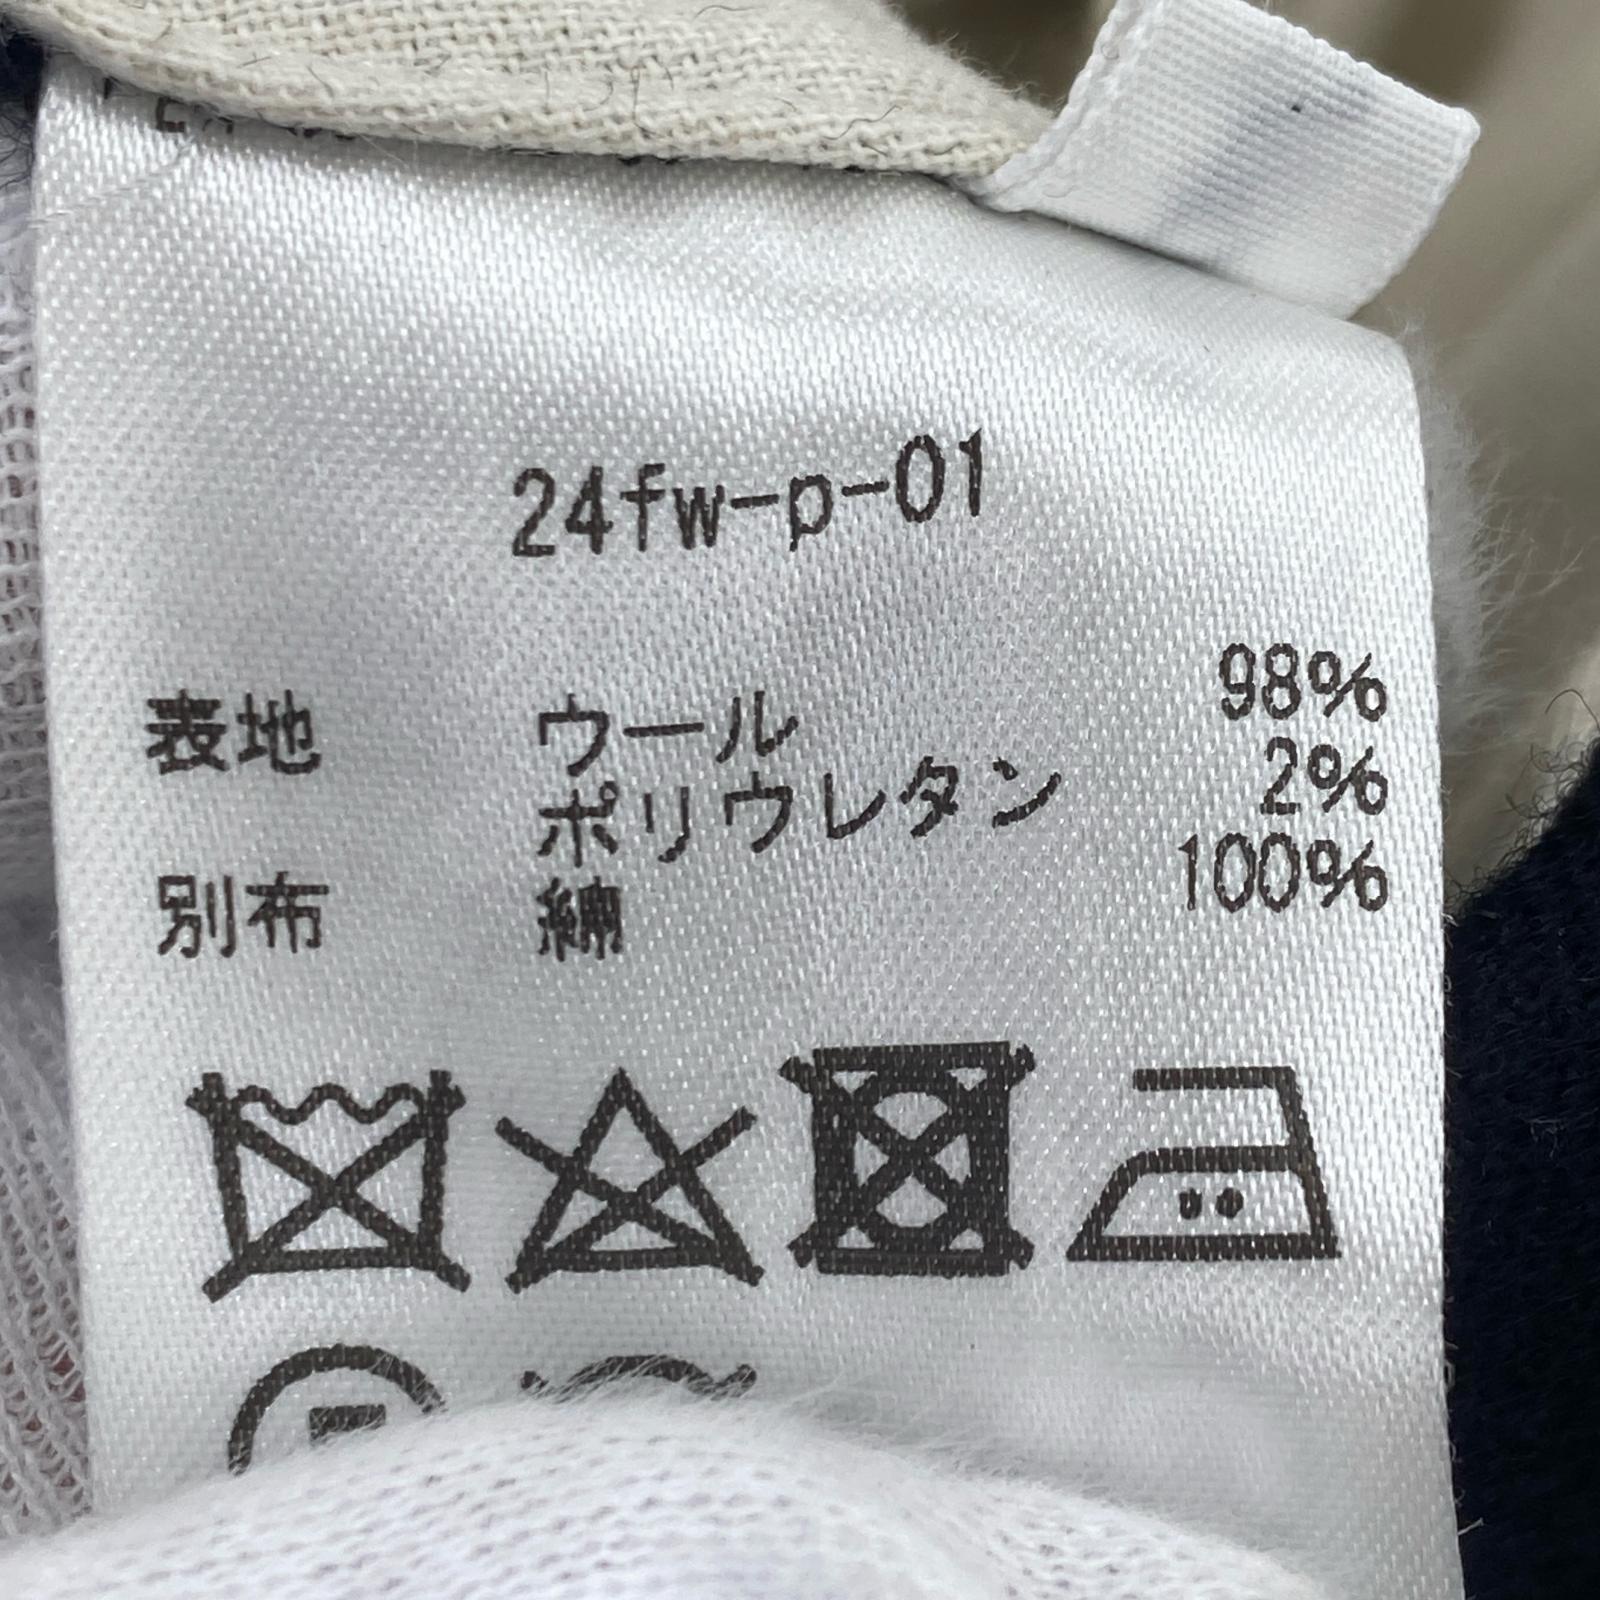 24fw-p-01
表地 ウール 98%
ポリウレタン 2%
別布 綿 100%